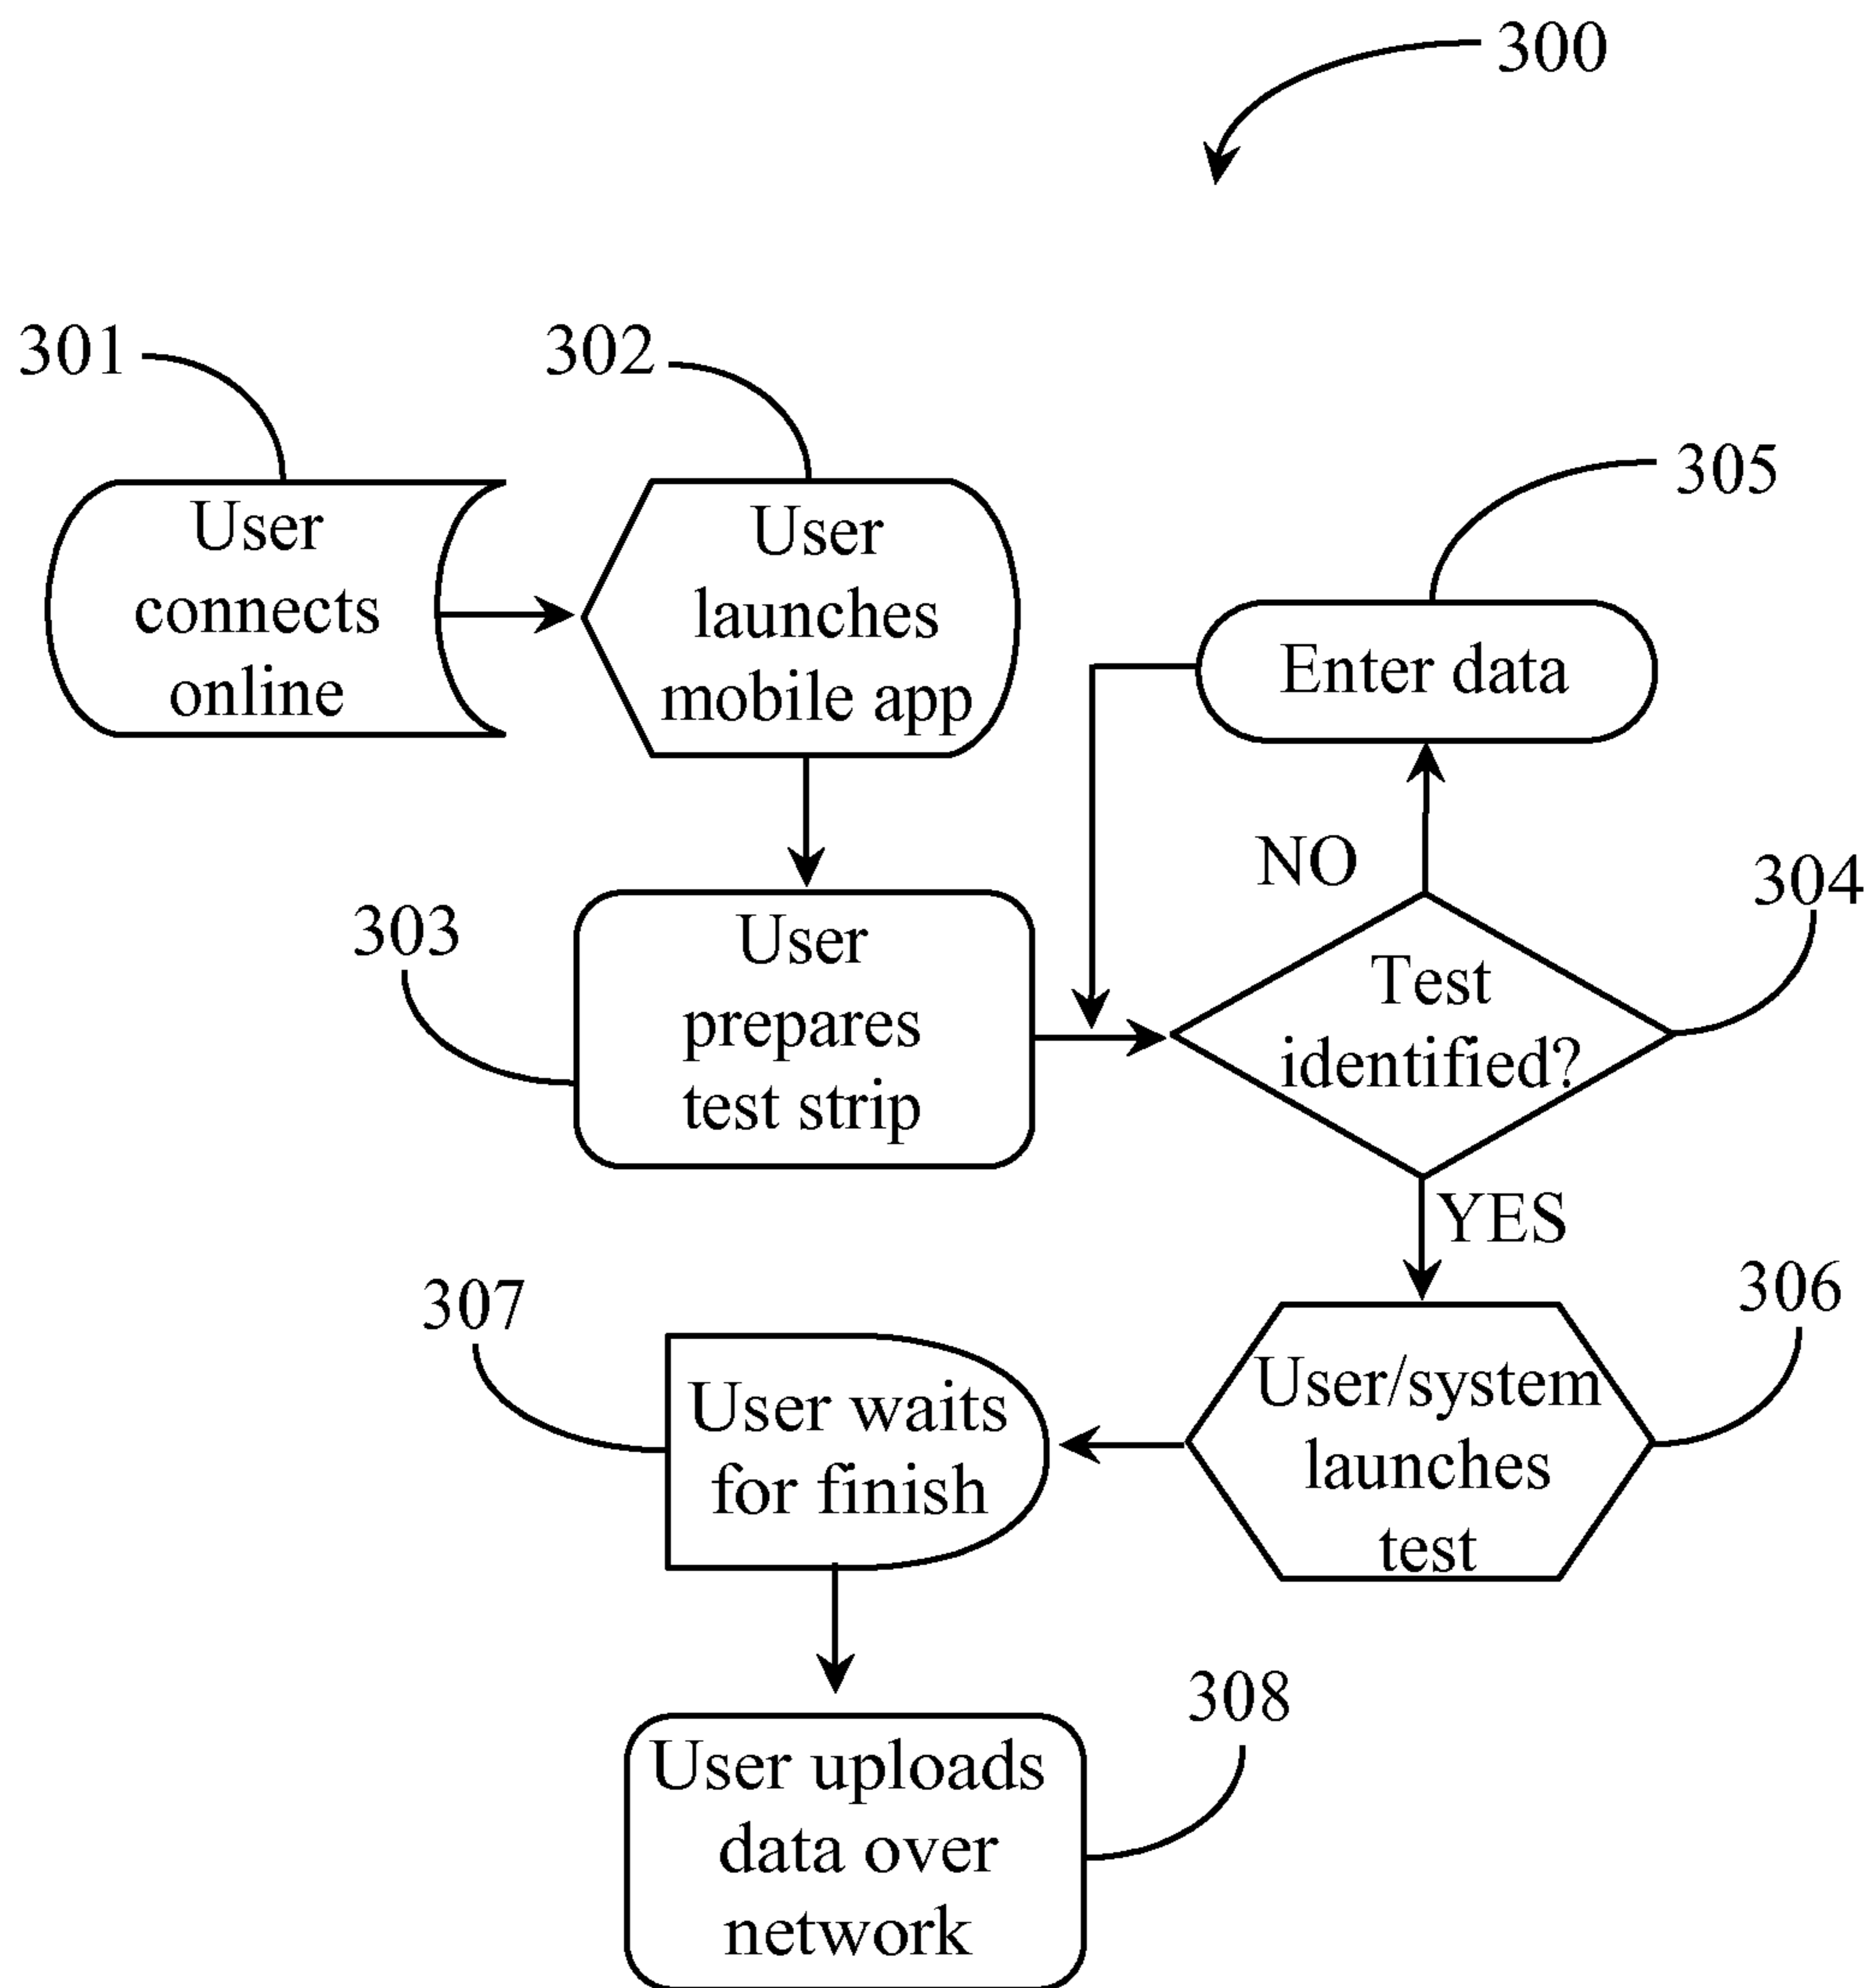 300
301
302
User
connects
online
User
launches
mobile app
305
Enter data
NO
304
303
User
prepares
test strip
Test
identified?
YES
307
306
User waits
for finish
User/system
launches
test
308
User uploads
data over
network